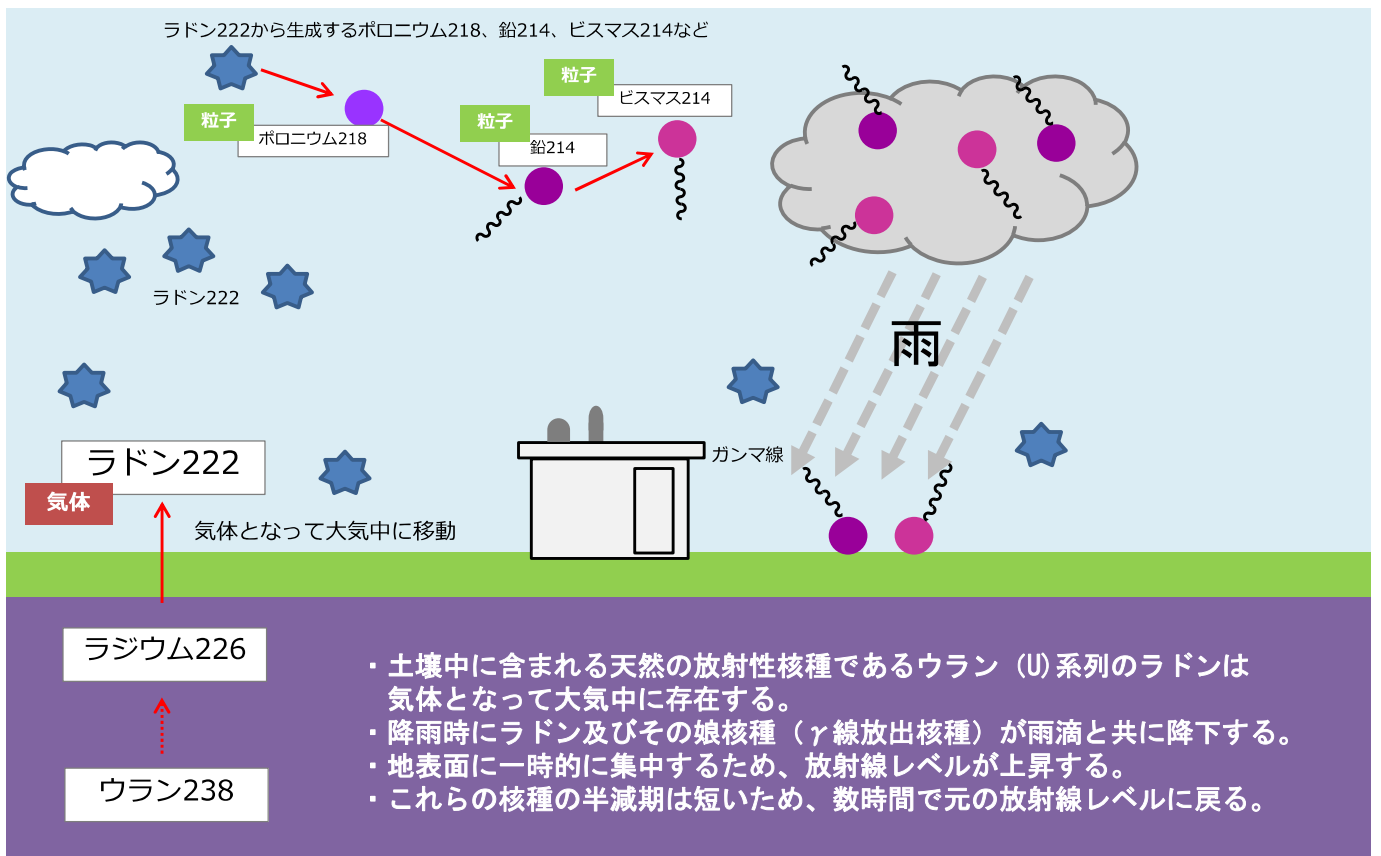 ラドン222から生成するポロニウム218、鉛214、ビスマス214など
粒子
ビスマス214
粒子
ポロニウム218
粒子
鉛214
ラドン222
雨
ラドン222
気体
ガンマ線
気体となって大気中に移動
ラジウム226
ウラン238
・土壌中に含まれる天然の放射性核種であるウラン（U)系列のラドンは
気体となって大気中に存在する。
・降雨時にラドン及びその娘核種（γ線放出核種）が雨滴と共に降下する。
・地表面に一時的に集中するため、放射線レベルが上昇する。
・これらの核種の半減期は短いため、数時間で元の放射線レベルに戻る。